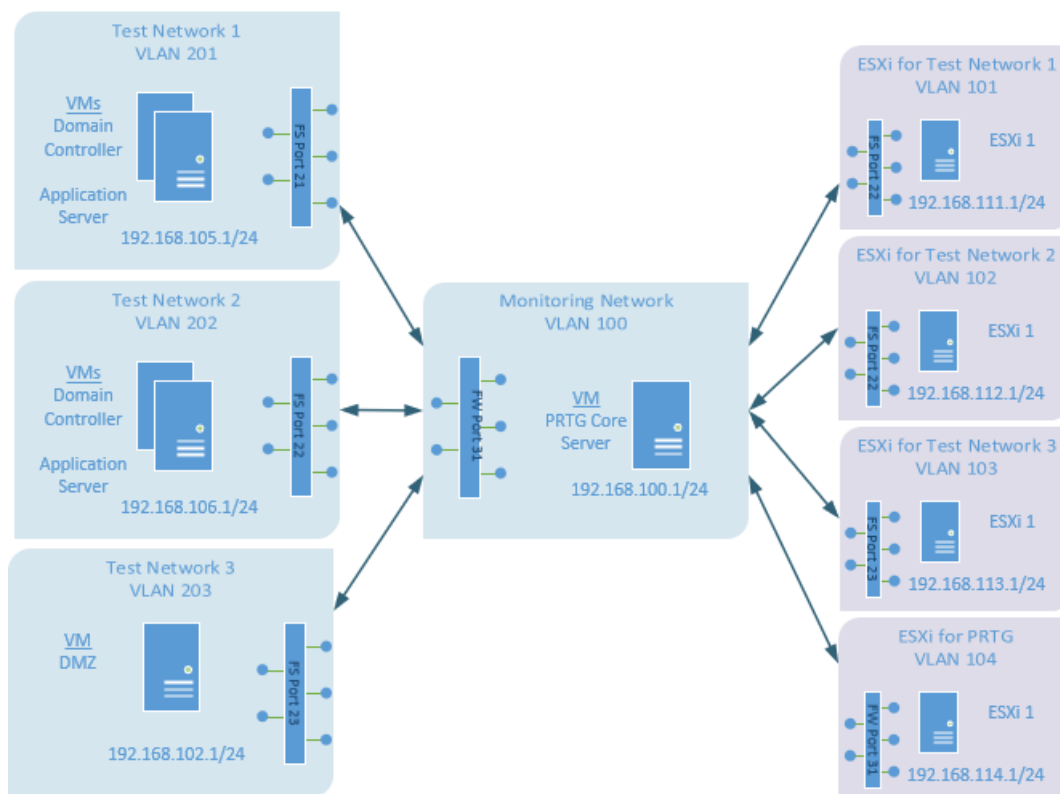 Test Network 1
VLAN 201
VMs
Domain
Controller
Application
Server
FS Port 21
192.168.105.1/24
Test Network 2
VLAN 202
VMs
Domain
Controller
Application
Server
FS Port 22
192.168.106.1/24
Test Network 3
VLAN 203
VM
DMZ
FS Port 23
192.168.102.1/24
Monitoring Network
VLAN 100
FW Port 31
VM
PRTG Core
Server
192.168.100.1/24
ESXi for Test Network 1
VLAN 101
FS Port 22
ESXi 1
192.168.111.1/24
ESXi for Test Network 2
VLAN 102
FS Port 22
ESXi 1
192.168.112.1/24
ESXi for Test Network 3
VLAN 103
FS Port 23
ESXi 1
192.168.113.1/24
ESXi for PRTG
VLAN 104
FW Port 31
ESXi 1
192.168.114.1/24